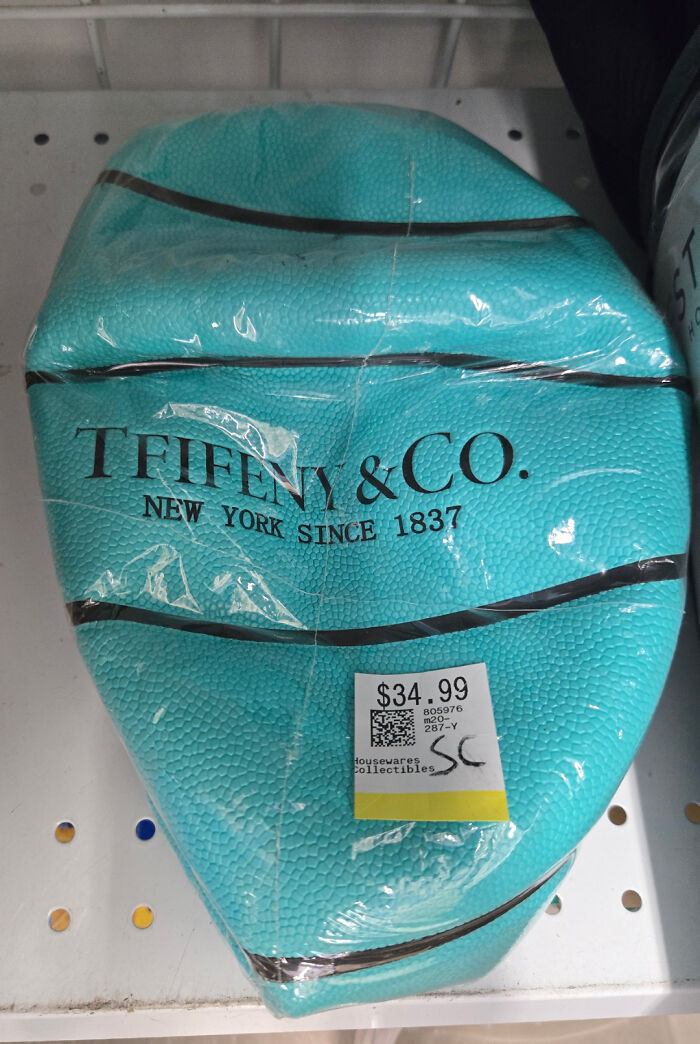 TFIFENY & CO.
NEW YORK SINCE 1837
$34.99
805976
m20-
287-Y
Housewares
Collectibles
SC
T
S